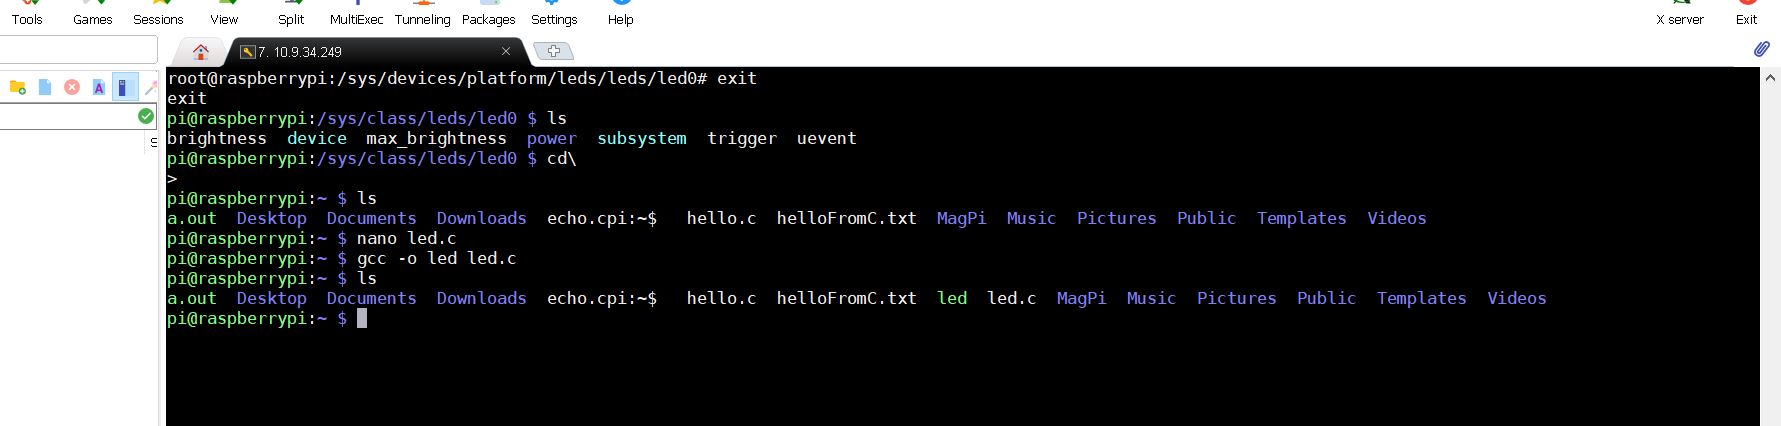 Tools Games Sessions View Split MultiExec Tunneling Packages Settings Help X server Exit
7. 10.9.34.249
root@raspberrypi:/sys/devices/platform/leds/leds/led0# exit
exit
pi@raspberrypi:/sys/class/leds/led0 $ ls
brightness device max_brightness power subsystem trigger uevent
pi@raspberrypi:/sys/class/leds/led0 $ cd\
>
pi@raspberrypi:~ $ ls
a.out Desktop Documents Downloads echo.cpi:~$ hello.c helloFromC.txt MagPi Music Pictures Public Templates Videos
pi@raspberrypi:~ $ nano led.c
pi@raspberrypi:~ $ gcc -o led led.c
pi@raspberrypi:~ $ ls
a.out Desktop Documents Downloads echo.cpi:~$ hello.c helloFromC.txt led led.c MagPi Music Pictures Public Templates Videos
pi@raspberrypi:~ $